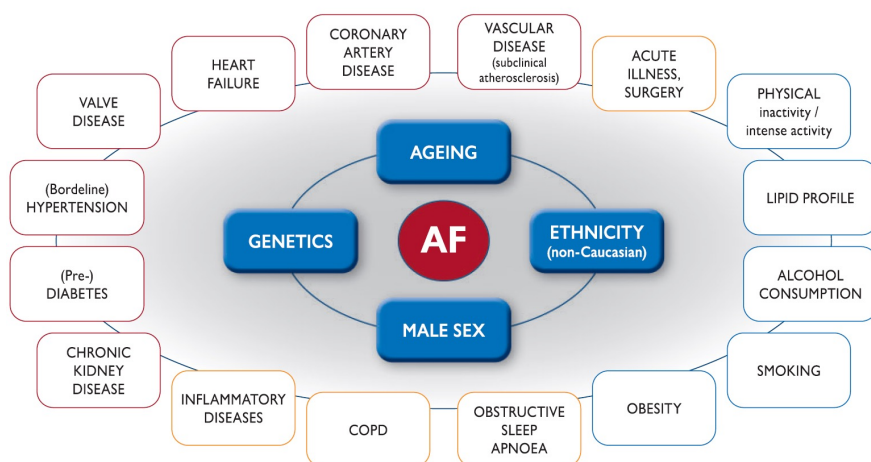 CORONARY
ARTERY
DISEASE
VASCULAR
DISEASE
(subclinical
atherosclerosis)
ACUTE
ILLNESS,
SURGERY
PHYSICAL
inactivity /
intense activity
LIPID PROFILE
ALCOHOL
CONSUMPTION
SMOKING
OBESITY
OBSTRUCTIVE
SLEEP
APNOEA
COPD
INFLAMMATORY
DISEASES
CHRONIC
KIDNEY
DISEASE
(Pre-)
DIABETES
(Bordeline)
HYPERTENSION
VALVE
DISEASE
HEART
FAILURE
AGEING
GENETICS
AF
ETHNICITY
(non-Caucasian)
MALE SEX